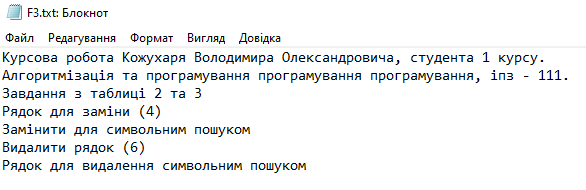 F3.txt: Блокнот
Файл Редагування Формат Вигляд Довідка
Курсова робота Кожухаря Володимира Олександровича, студента 1 курсу.
Алгоритмізація та програмування програмування програмування, іпз - 111.
Завдання з таблиці 2 та 3
Рядок для заміни (4)
Замінити для символьним пошуком
Видалити рядок (6)
Рядок для видалення символьним пошуком